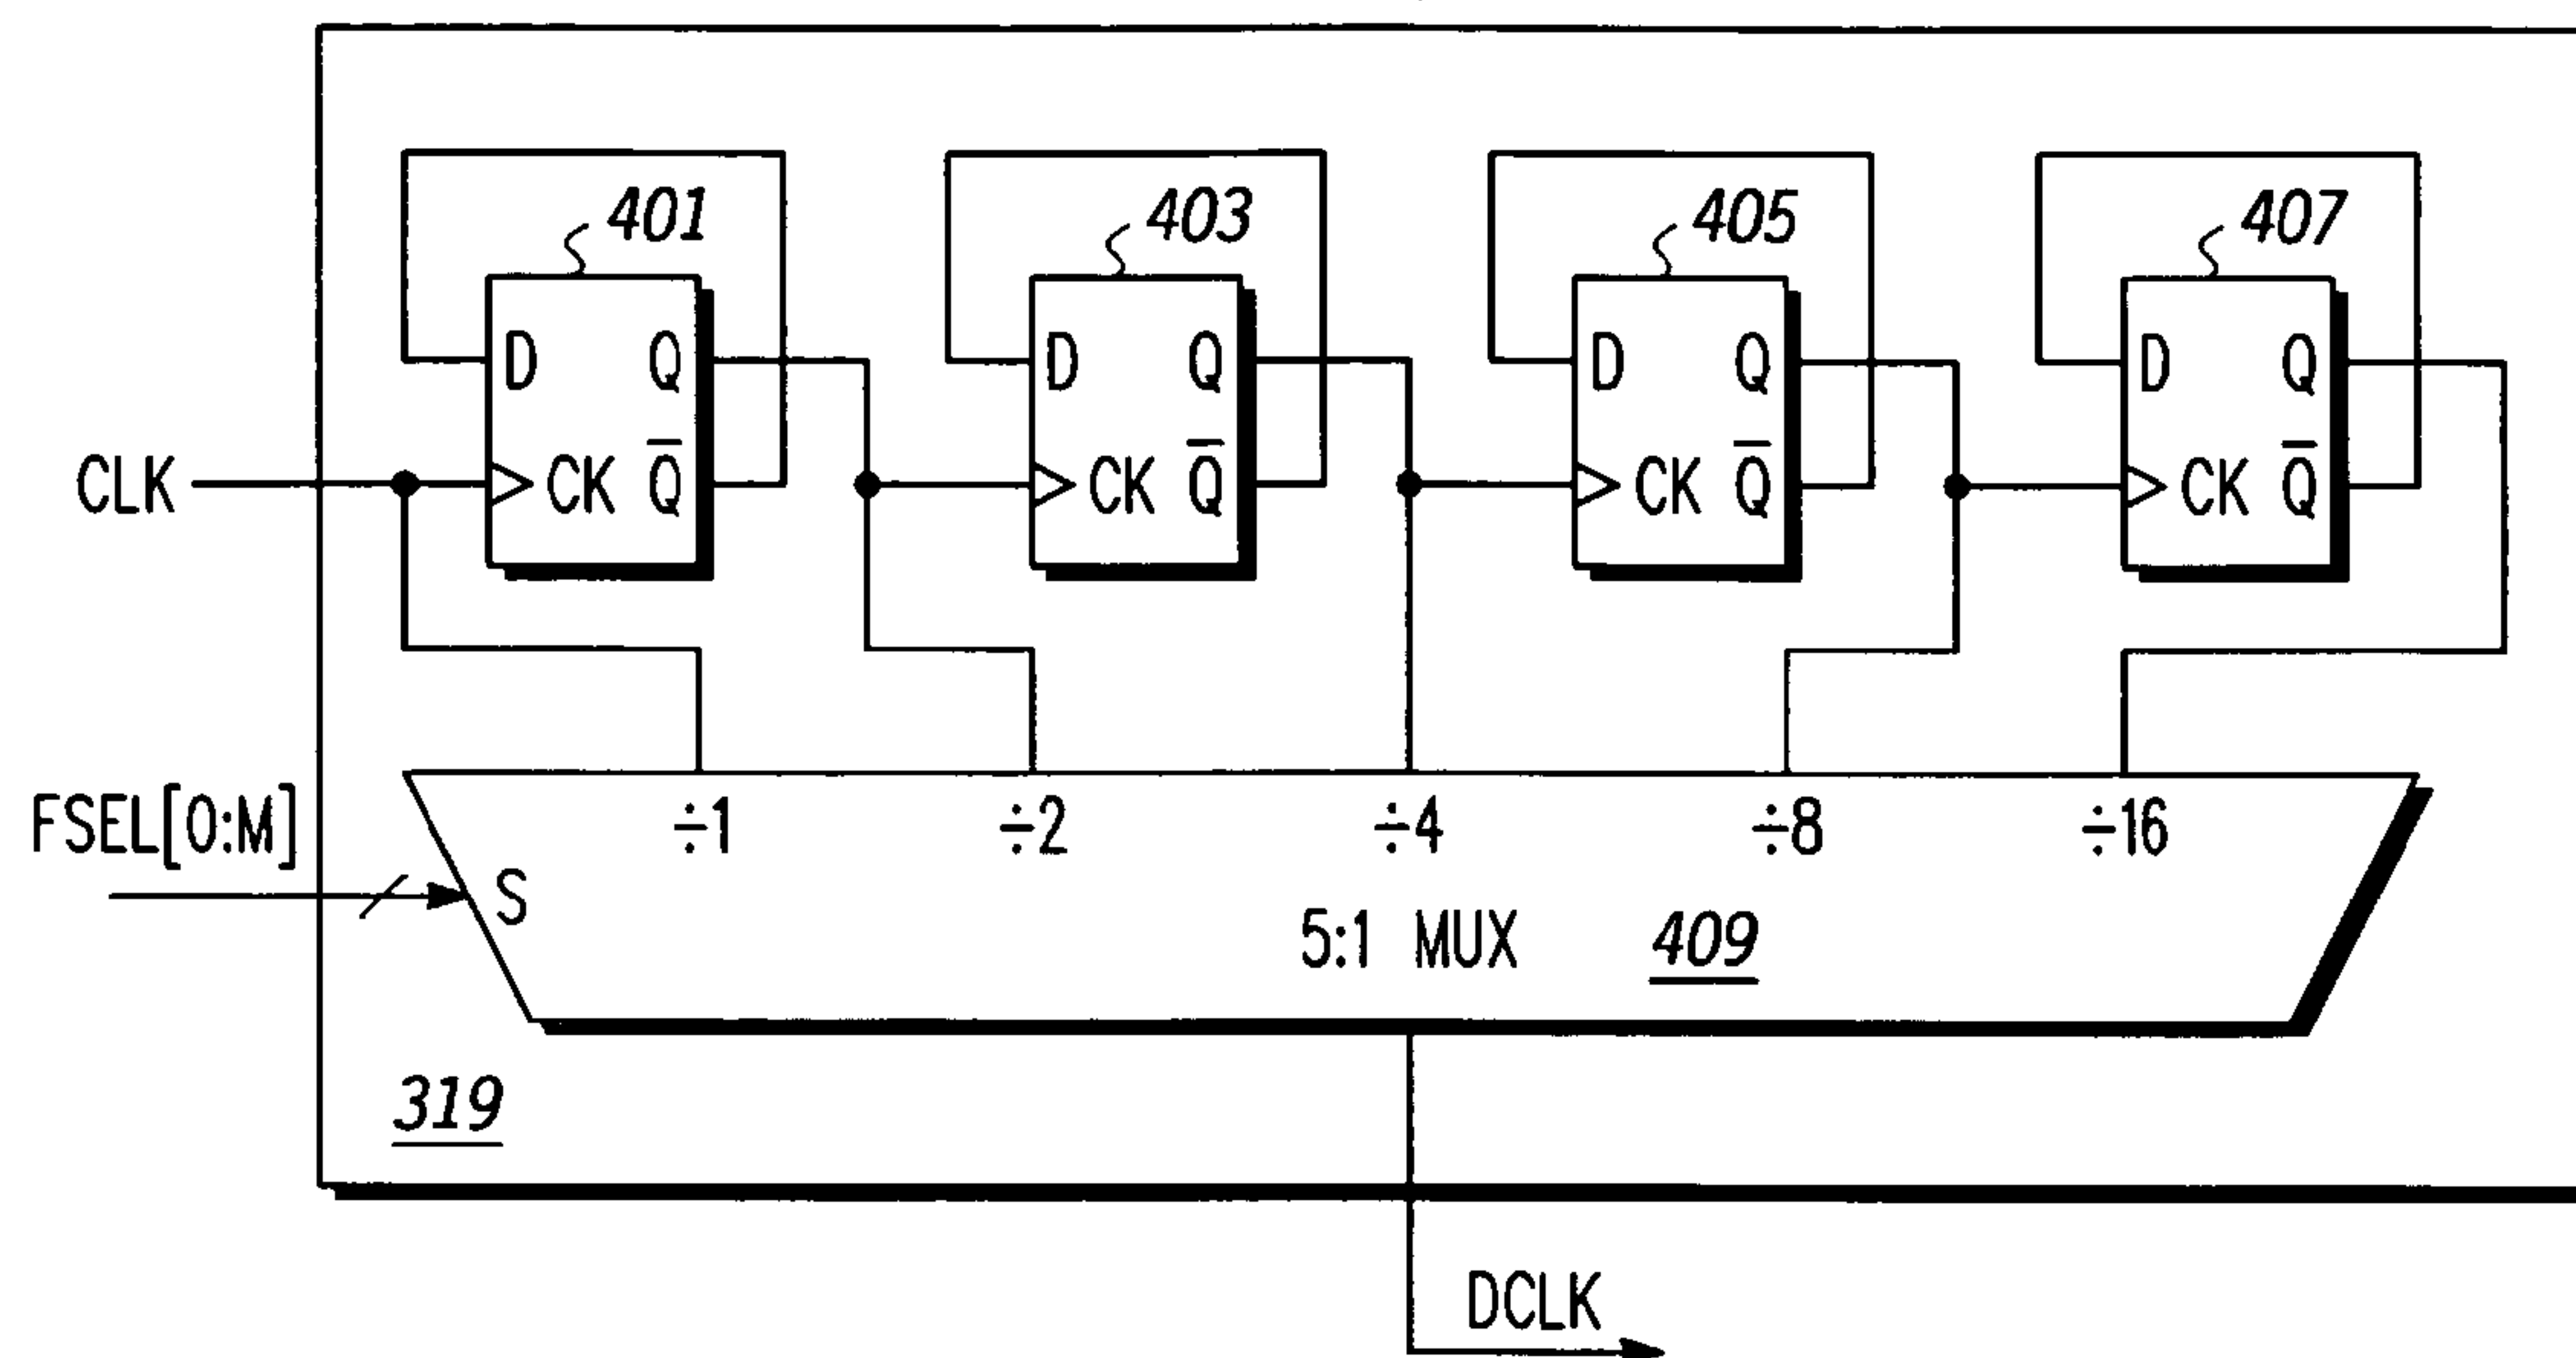 401 403 405 407
D Q D Q D Q D Q
CLK CK Q̅ CK Q̅ CK Q̅ CK Q̅
FSEL[0:M] ÷1 ÷2 ÷4 ÷8 ÷16
S
5:1 MUX 409
319
DCLK